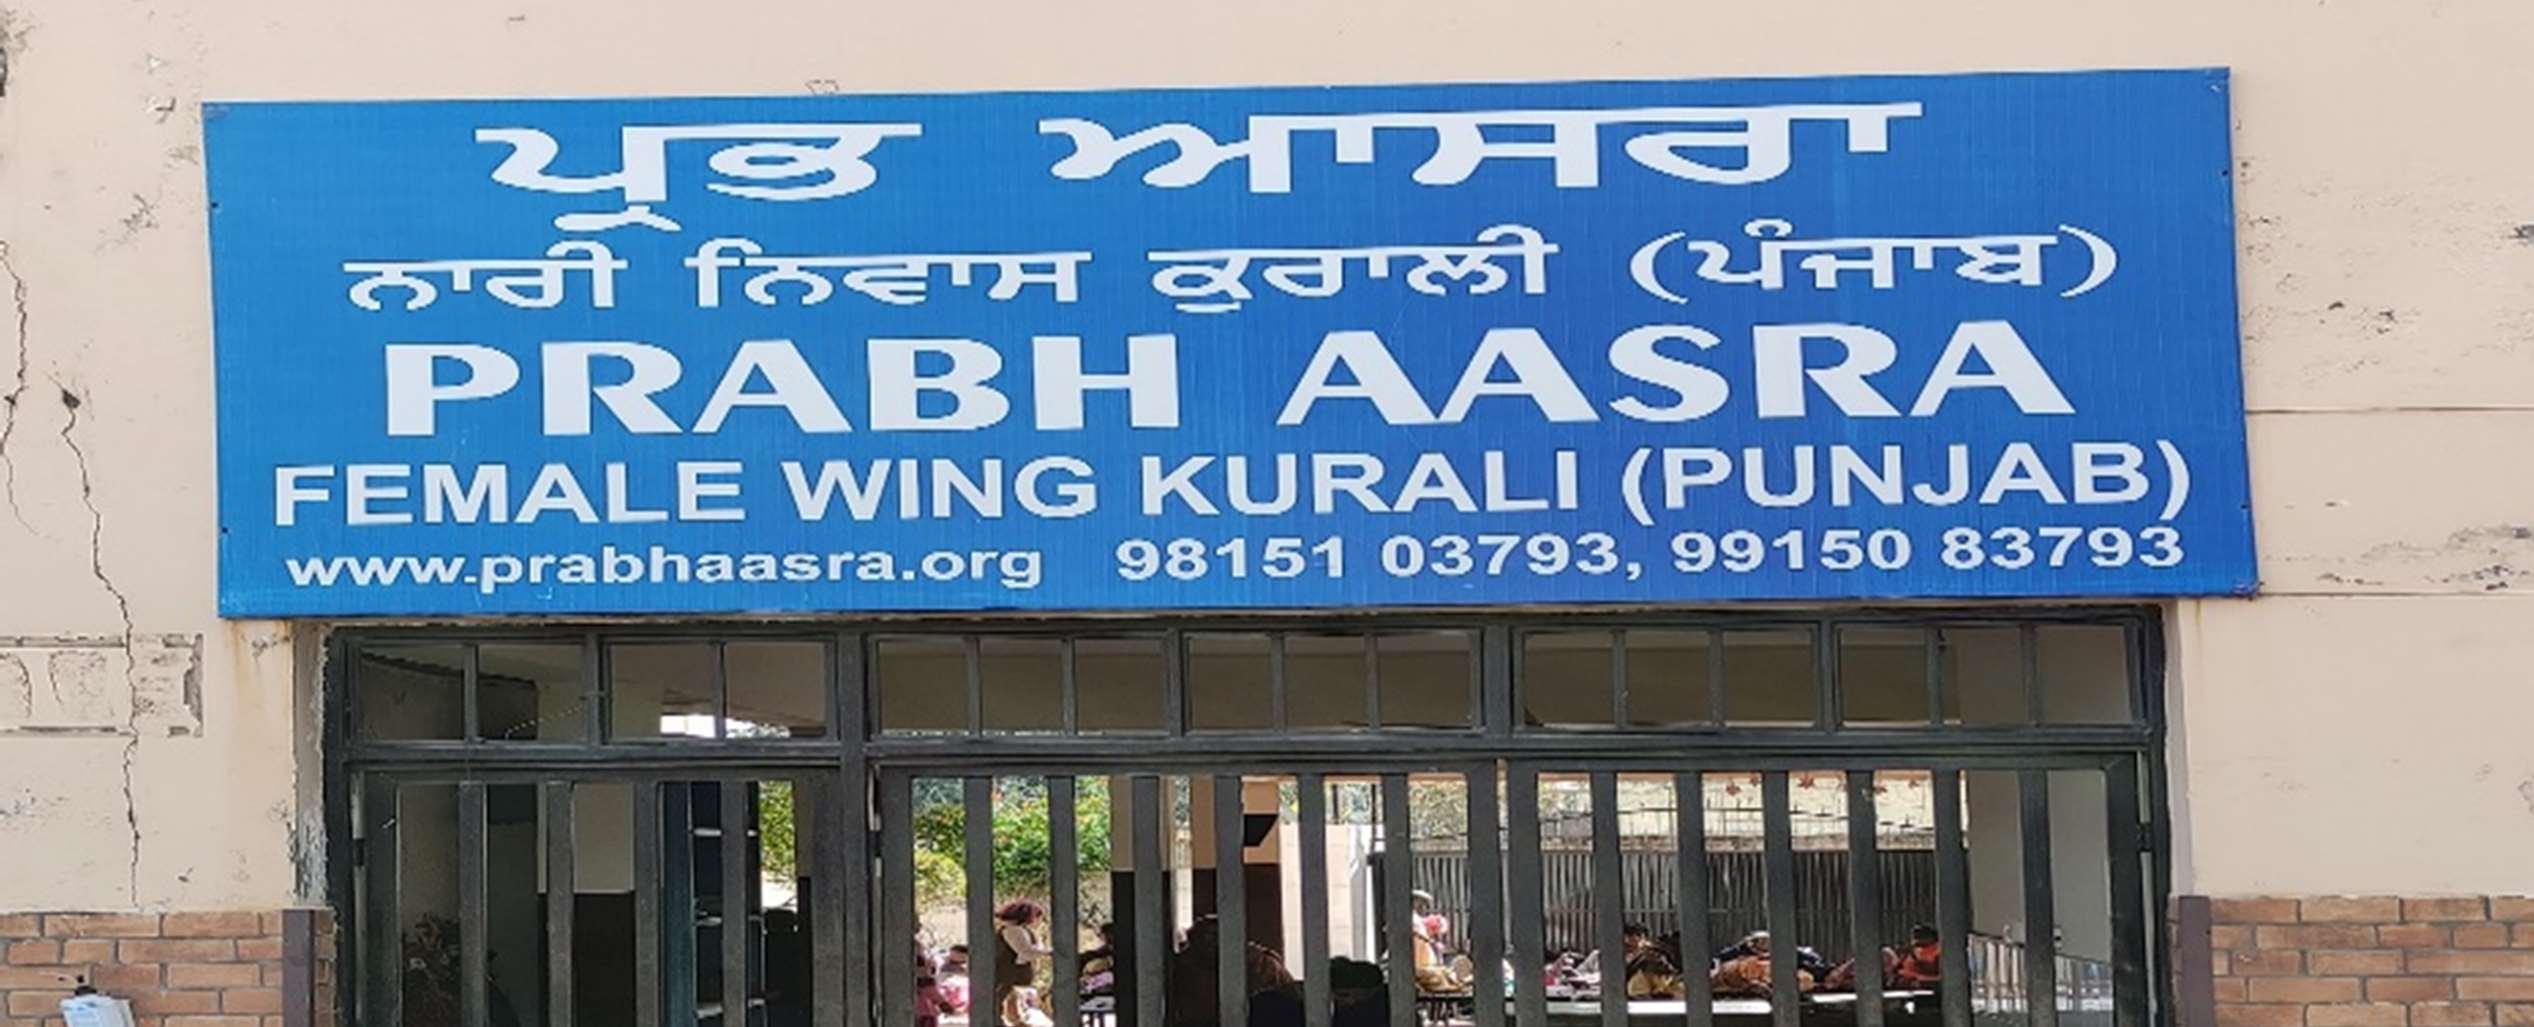 ਪ੍ਰਭ ਆਸਰਾ
ਨਾਰੀ ਨਿਵਾਸ ਕੁਰਾਲੀ (ਪੰਜਾਬ)
PRABH AASRA
FEMALE WING KURALI (PUNJAB)
www.prabhaasra.org 98151 03793, 99150 83793